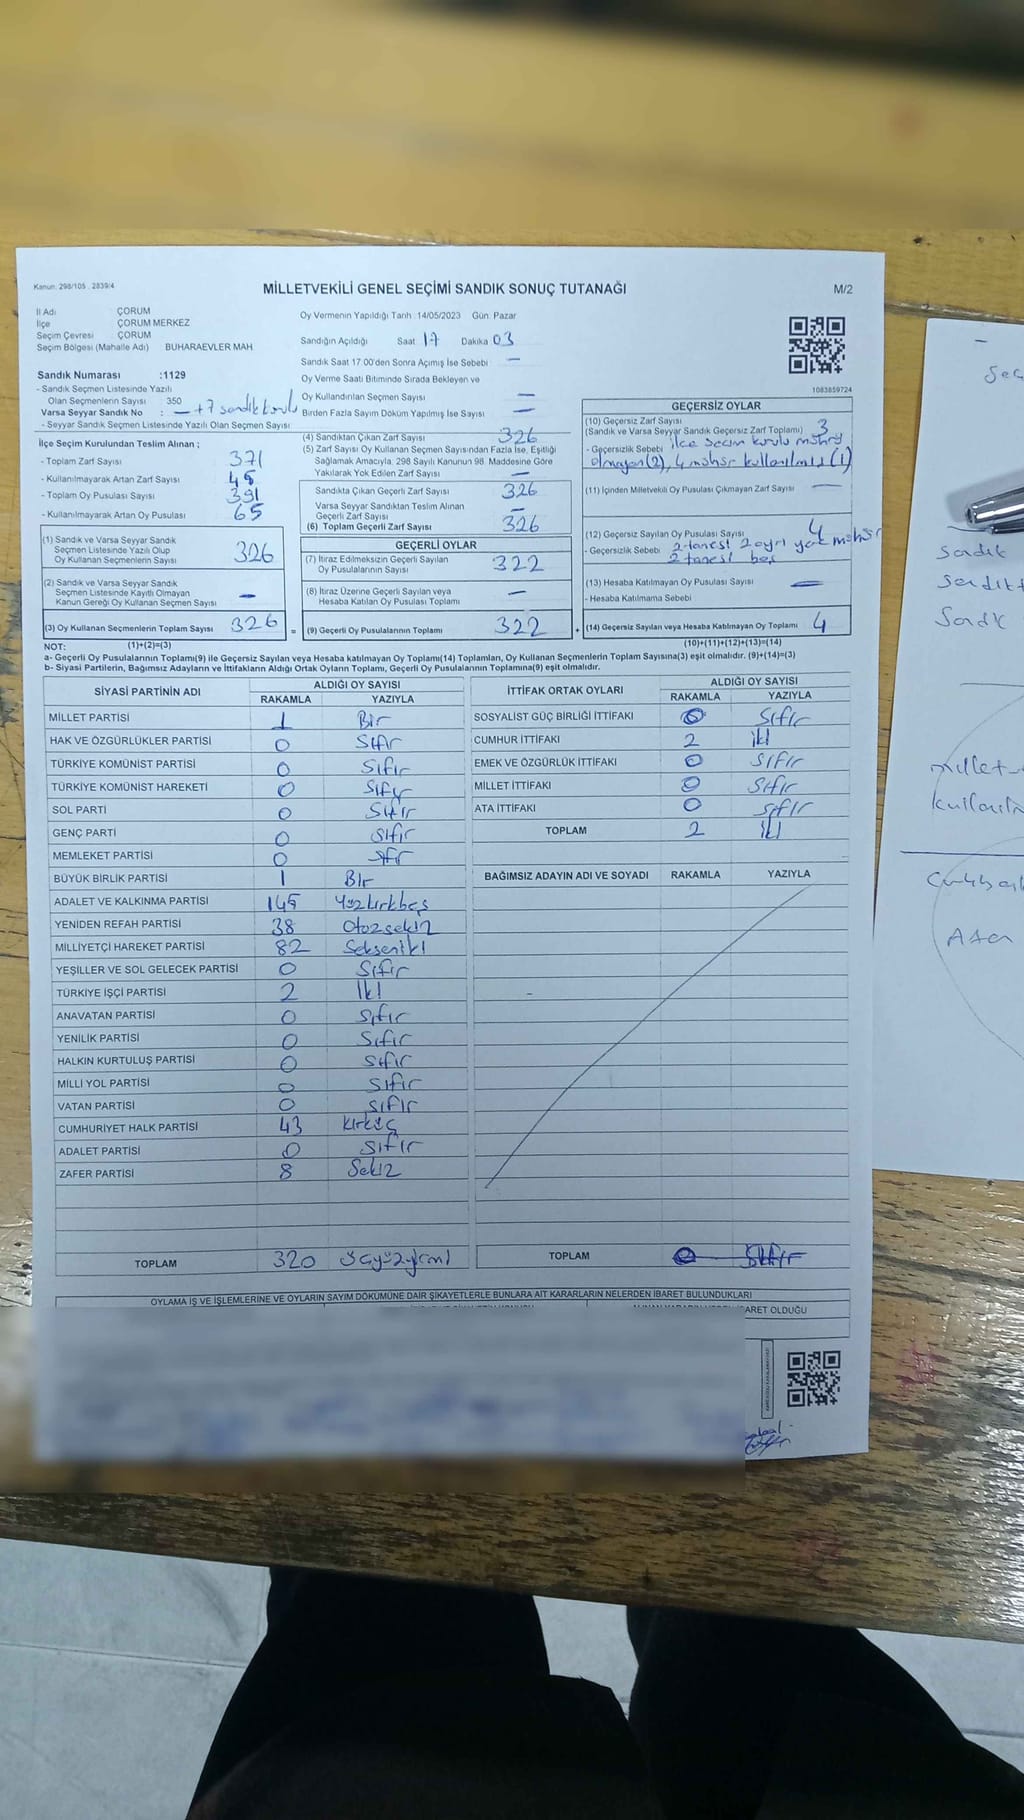 Kanun: 298/105 . 2839/4
MİLLETVEKİLİ GENEL SEÇİMİ SANDIK SONUÇ TUTANAĞI
M/2
İl Adı ÇORUM
İlçe ÇORUM MERKEZ
Seçim Çevresi ÇORUM
Seçim Bölgesi (Mahalle Adı) BUHARAEVLER MAH
Sandık Numarası :1129
- Sandık Seçmen Listesinde Yazılı
Olan Seçmenlerin Sayısı : 350
Varsa Seyyar Sandık No : — +7 sandık kurulu
- Seyyar Sandık Seçmen Listesinde Yazılı Olan Seçmen Sayısı
Oy Vermenin Yapıldığı Tarih :14/05/2023 Gün: Pazar
Sandığın Açıldığı Saat 17 Dakika 03
Sandık Saat 17:00'den Sonra Açımış İse Sebebi —
Oy Verme Saati Bitiminde Sırada Bekleyen ve
Oy Kullandırılan Seçmen Sayısı —
Birden Fazla Sayım Döküm Yapılmış İse Sayısı —
1083859724
İlçe Seçim Kurulundan Teslim Alınan ;
- Toplam Zarf Sayısı 371
- Kullanılmayarak Artan Zarf Sayısı 45
- Toplam Oy Pusulası Sayısı 391
- Kullanılmayarak Artan Oy Pusulası 65
(1) Sandık ve Varsa Seyyar Sandık
Seçmen Listesinde Yazılı Olup
Oy Kullanan Seçmenlerin Sayısı 326
(2) Sandık ve Varsa Seyyar Sandık
Seçmen Listesinde Kayıtlı Olmayan
Kanun Gereği Oy Kullanan Seçmen Sayısı —
(3) Oy Kullanan Seçmenlerin Toplam Sayısı 326
(4) Sandıktan Çıkan Zarf Sayısı 326
(5) Zarf Sayısı Oy Kullanan Seçmen Sayısından Fazla İse, Eşitliği
Sağlamak Amacıyla, 298 Sayılı Kanunun 98. Maddesine Göre
Yakılarak Yok Edilen Zarf Sayısı —
Sandıkta Çıkan Geçerli Zarf Sayısı 326
Varsa Seyyar Sandıktan Teslim Alınan
Geçerli Zarf Sayısı —
(6) Toplam Geçerli Zarf Sayısı 326
GEÇERLİ OYLAR
(7) İtiraz Edilmeksizin Geçerli Sayılan
Oy Pusulalarının Sayısı 322
(8) İtiraz Üzerine Geçerli Sayılan veya
Hesaba Katılan Oy Pusulası Toplamı —
= (9) Geçerli Oy Pusulalarının Toplamı 322
GEÇERSİZ OYLAR
(10) Geçersiz Zarf Sayısı
(Sandık ve Varsa Seyyar Sandık Geçersiz Zarf Toplamı) 3
- Geçersizlik Sebebi ilçe seçim kurulu mührü
olmayan(2), 4 mühür kullanılmış (1)
(11) İçinden Milletvekili Oy Pusulası Çıkmayan Zarf Sayısı —
(12) Geçersiz Sayılan Oy Pusulası Sayısı 4
- Geçersizlik Sebebi 2 tanesi 2 ayrı mühür
2 tanesi boş
(13) Hesaba Katılmayan Oy Pusulası Sayısı —
- Hesaba Katılmama Sebebi
+ (14) Geçersiz Sayılan veya Hesaba Katılmayan Oy Toplamı 4
NOT: (1)+(2)=(3) (10)+(11)+(12)+(13)=(14)
a- Geçerli Oy Pusulalarının Toplamı(9) ile Geçersiz Sayılan veya Hesaba katılmayan Oy Toplamı(14) Toplamları, Oy Kullanan Seçmenlerin Toplam Sayısına(3) eşit olmalıdır. (9)+(14)=(3)
b- Siyasi Partilerin, Bağımsız Adayların ve İttifakların Aldığı Ortak Oyların Toplamı, Geçerli Oy Pusulalarının Toplamına(9) eşit olmalıdır.
SİYASİ PARTİNİN ADI ALDIĞI OY SAYISI
RAKAMLA YAZIYLA
MİLLET PARTİSİ 1 Bir
HAK VE ÖZGÜRLÜKLER PARTİSİ 0 Sıfır
TÜRKİYE KOMÜNİST PARTİSİ 0 Sıfır
TÜRKİYE KOMÜNİST HAREKETİ 0 Sıfır
SOL PARTİ 0 Sıfır
GENÇ PARTİ 0 Sıfır
MEMLEKET PARTİSİ 0 Sıfır
BÜYÜK BİRLİK PARTİSİ 1 Bir
ADALET VE KALKINMA PARTİSİ 145 Yüzkırkbeş
YENİDEN REFAH PARTİSİ 38 Otuzsekiz
MİLLİYETÇİ HAREKET PARTİSİ 82 Sekseniki
YEŞİLLER VE SOL GELECEK PARTİSİ 0 Sıfır
TÜRKİYE İŞÇİ PARTİSİ 2 İki
ANAVATAN PARTİSİ 0 Sıfır
YENİLİK PARTİSİ 0 Sıfır
HALKIN KURTULUŞ PARTİSİ 0 Sıfır
MİLLİ YOL PARTİSİ 0 Sıfır
VATAN PARTİSİ 0 Sıfır
CUMHURİYET HALK PARTİSİ 43 Kırküç
ADALET PARTİSİ 0 Sıfır
ZAFER PARTİSİ 8 Sekiz
TOPLAM 320 üçyüzyirmi
İTTİFAK ORTAK OYLARI ALDIĞI OY SAYISI
RAKAMLA YAZIYLA
SOSYALİST GÜÇ BİRLİĞİ İTTİFAKI 0 Sıfır
CUMHUR İTTİFAKI 2 iki
EMEK VE ÖZGÜRLÜK İTTİFAKI 0 Sıfır
MİLLET İTTİFAKI 0 Sıfır
ATA İTTİFAKI 0 Sıfır
TOPLAM 2 iki
BAĞIMSIZ ADAYIN ADI VE SOYADI RAKAMLA YAZIYLA
TOPLAM 0 Sıfır
OYLAMA İŞ VE İŞLEMLERİNE VE OYLARIN SAYIM DÖKÜMÜNE DAİR ŞİKAYETLERLE BUNLARA AİT KARARLARIN NELERDEN İBARET BULUNDUKLARI
BARET OLDUĞU
Seç
Sandık
Sandıkt
Sandık
millet-
kullanıl